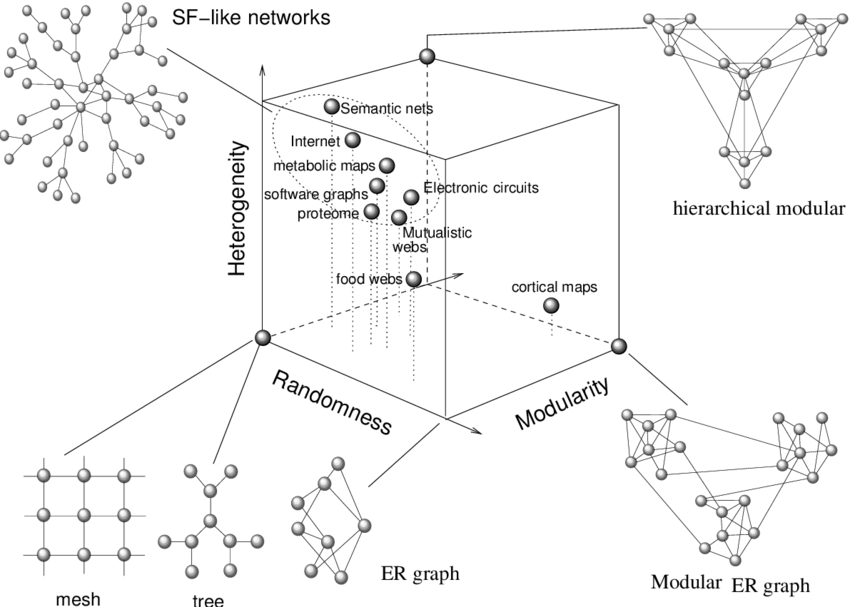 SF-like networks
Semantic nets
Internet
metabolic maps
software graphs
Electronic circuits
proteome
Mutualistic
webs
food webs
cortical maps
hierarchical modular
Heterogeneity
Randomness
Modularity
mesh
tree
ER graph
Modular ER graph